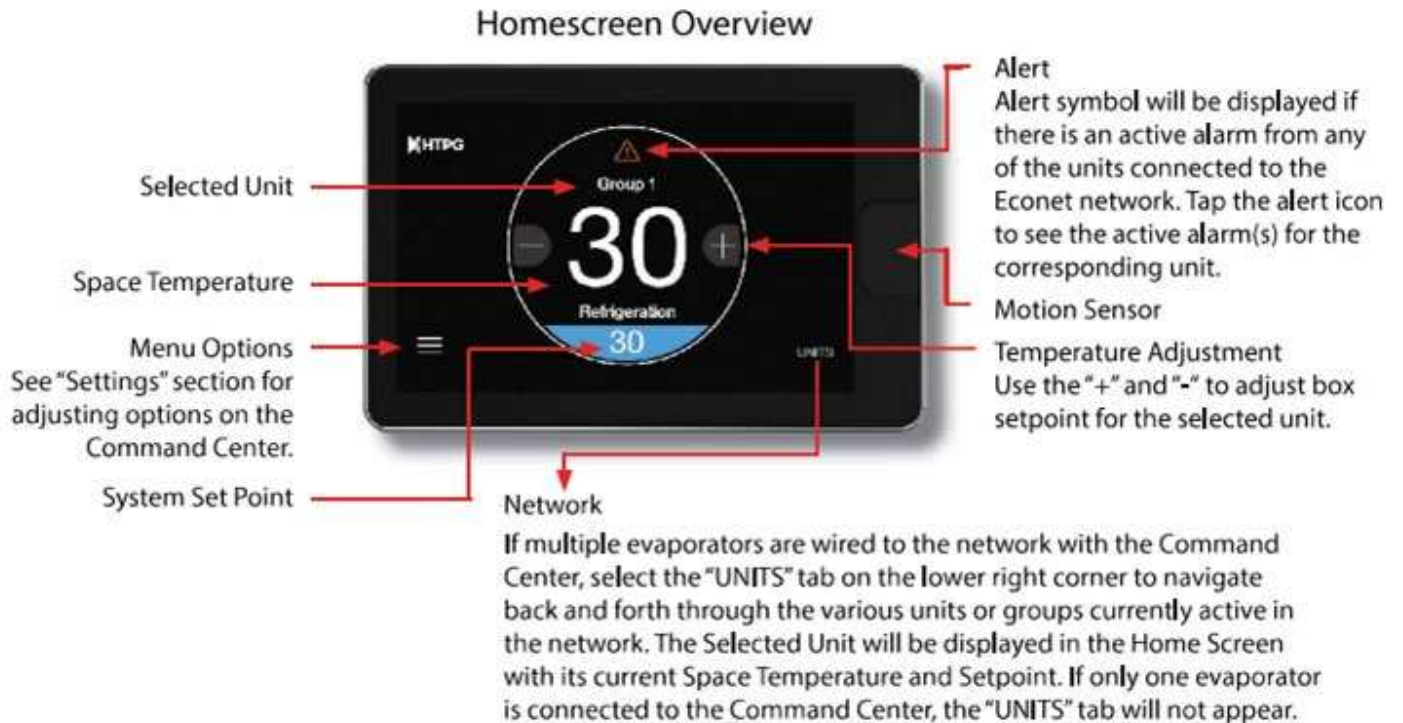 Homescreen Overview
HTPG
Group 1
30
Refrigeration
30
UNITS
Selected Unit
Space Temperature
Menu Options
See "Settings" section for
adjusting options on the
Command Center.
System Set Point
Alert
Alert symbol will be displayed if
there is an active alarm from any
of the units connected to the
Econet network. Tap the alert icon
to see the active alarm(s) for the
corresponding unit.
Motion Sensor
Temperature Adjustment
Use the "+" and "-" to adjust box
setpoint for the selected unit.
Network
If multiple evaporators are wired to the network with the Command
Center, select the "UNITS" tab on the lower right corner to navigate
back and forth through the various units or groups currently active in
the network. The Selected Unit will be displayed in the Home Screen
with its current Space Temperature and Setpoint. If only one evaporator
is connected to the Command Center, the "UNITS" tab will not appear.